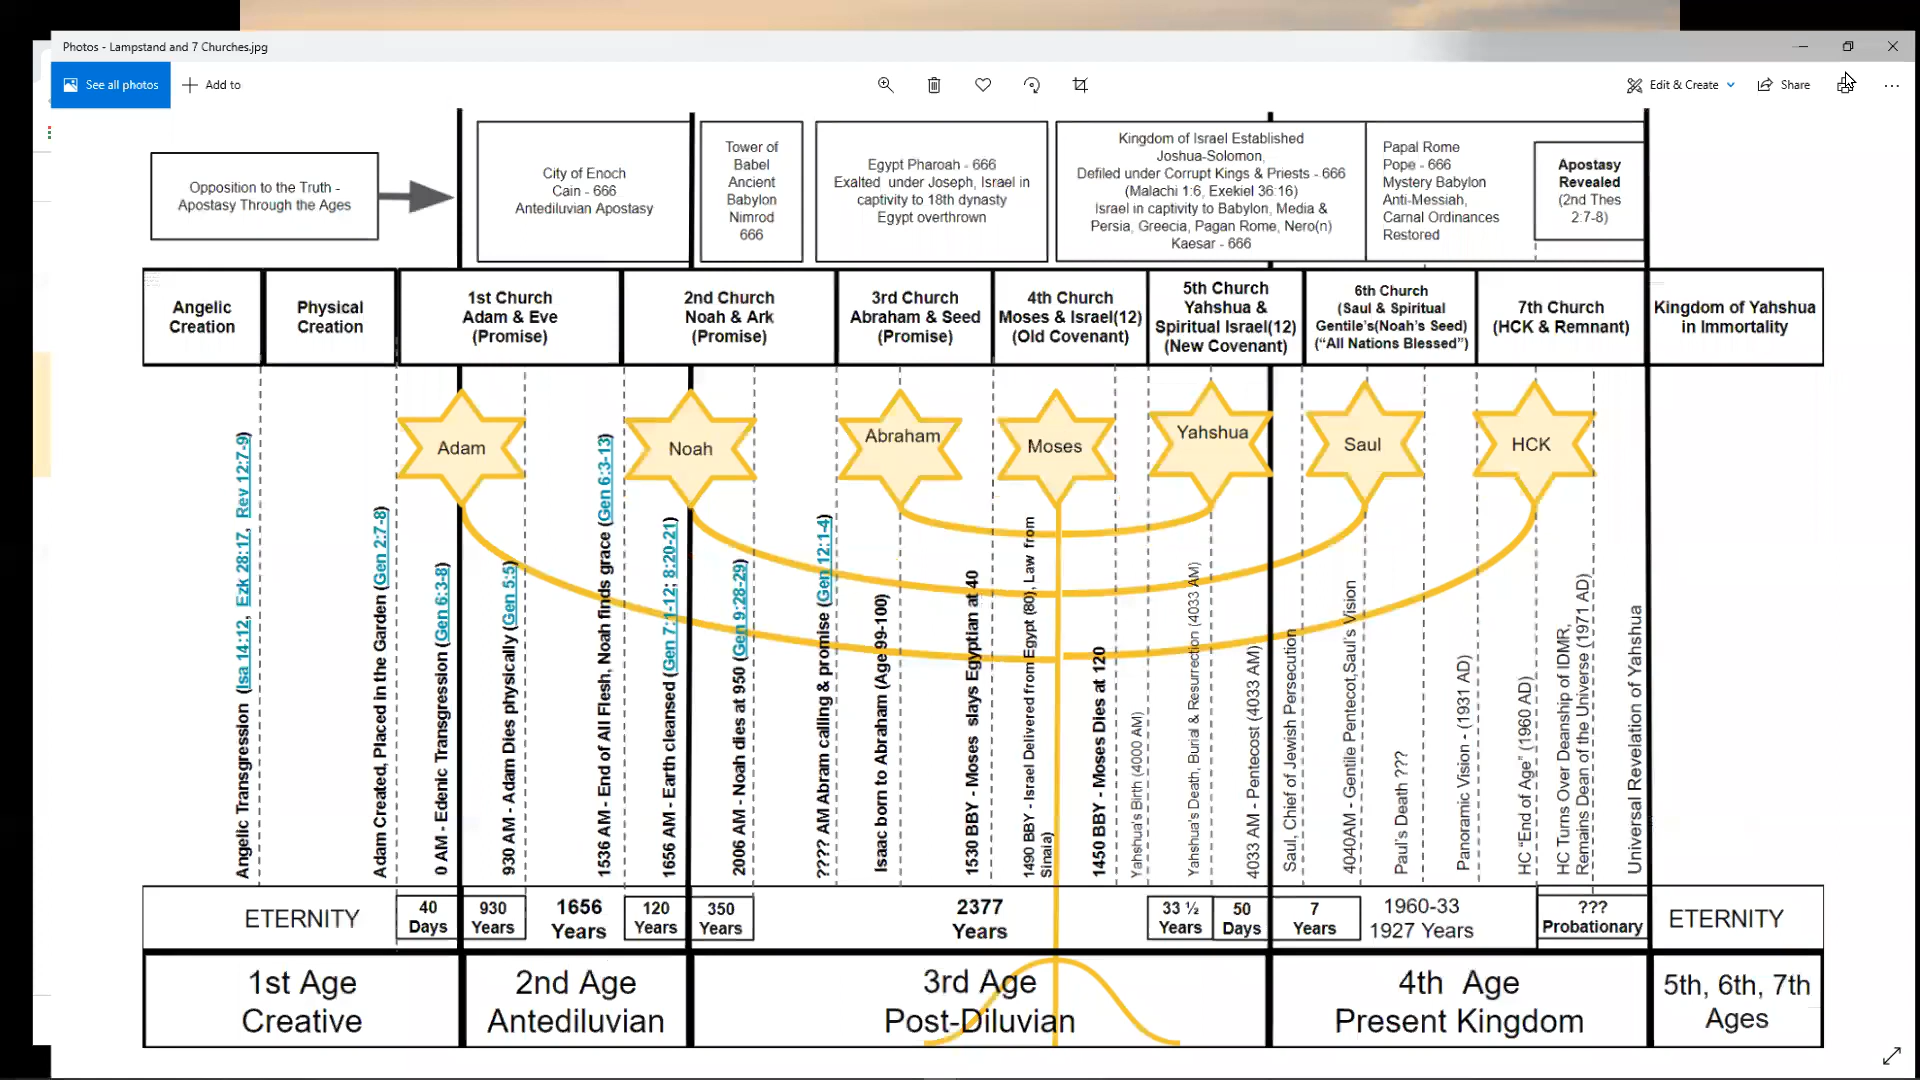 Photos - Lampstand and 7 Churches.jpg
See all photos
Add to
Edit & Create
Share
Opposition to the Truth -
Apostasy Through the Ages
City of Enoch
Cain - 666
Antediluvian Apostasy
Tower of
Babel
Ancient
Babylon
Nimrod
666
Egypt Pharoah - 666
Exalted under Joseph, Israel in
captivity to 18th dynasty
Egypt overthrown
Kingdom of Israel Established
Joshua-Solomon,
Defiled under Corrupt Kings & Priests - 666
(Malachi 1:6, Exekiel 36:16)
Israel in captivity to Babylon, Media &
Persia, Greecia, Pagan Rome, Nero(n)
Kaesar - 666
Papal Rome
Pope - 666
Mystery Babylon
Anti-Messiah,
Carnal Ordinances
Restored
Apostasy
Revealed
(2nd Thes
2:7-8)
Angelic
Creation
Physical
Creation
1st Church
Adam & Eve
(Promise)
2nd Church
Noah & Ark
(Promise)
3rd Church
Abraham & Seed
(Promise)
4th Church
Moses & Israel(12)
(Old Covenant)
5th Church
Yahshua &
Spiritual Israel(12)
(New Covenant)
6th Church
(Saul & Spiritual
Gentile's(Noah's Seed)
("All Nations Blessed")
7th Church
(HCK & Remnant)
Kingdom of Yahshua
in Immortality
Adam
Noah
Abraham
Moses
Yahshua
Saul
HCK
Angelic Transgression (Isa 14:12, Ezk 28:17, Rev 12:7-9)
Adam Created, Placed in the Garden (Gen 2:7-8)
0 AM - Edenic Transgression (Gen 6:3-8)
930 AM - Adam Dies physically (Gen 5:5)
1536 AM - End of All Flesh, Noah finds grace (Gen 6:3-13)
1656 AM - Earth cleansed (Gen 7:1-12; 8:20-21)
2006 AM - Noah dies at 950 (Gen 9:28-29)
???? AM Abram calling & promise (Gen 12:1-4)
Isaac born to Abraham (Age 99-100)
1530 BBY - Moses slays Egyptian at 40
1490 BBY - Israel Delivered from Egypt (80), Law from
Sinaia)
1450 BBY - Moses Dies at 120
Yahshua's Birth (4000 AM)
Yahshua's Death, Burial & Resurrection (4033 AM)
4033 AM - Pentecost (4033 AM)
Saul, Chief of Jewish Persecution
4040AM - Gentile Pentecot,Saul's Vision
Paul's Death ???
Panoramic Vision - (1931 AD)
HC "End of Age" (1960 AD)
HC Turns Over Deanship of IDMR,
Remains Dean of the Universe (1971 AD)
Universal Revelation of Yahshua
ETERNITY
40
Days
930
Years
1656
Years
120
Years
350
Years
2377
Years
33 ½
Years
50
Days
7
Years
1960-33
1927 Years
???
Probationary
ETERNITY
1st Age
Creative
2nd Age
Antediluvian
3rd Age
Post-Diluvian
4th Age
Present Kingdom
5th, 6th, 7th
Ages